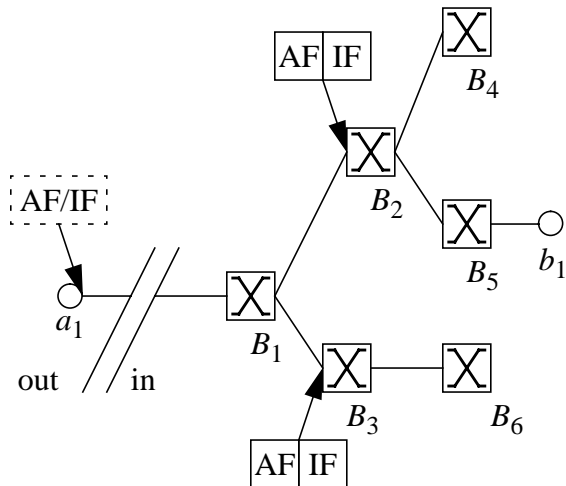 AF IF
B4
B2
AF/IF
B5
b1
a1
B1
out in
B3
B6
AF IF